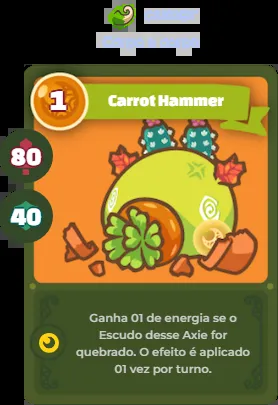 1
Carrot Hammer
80
40
Ganha 01 de energia se o
Escudo desse Axie for
quebrado. O efeito é aplicado
01 vez por turno.